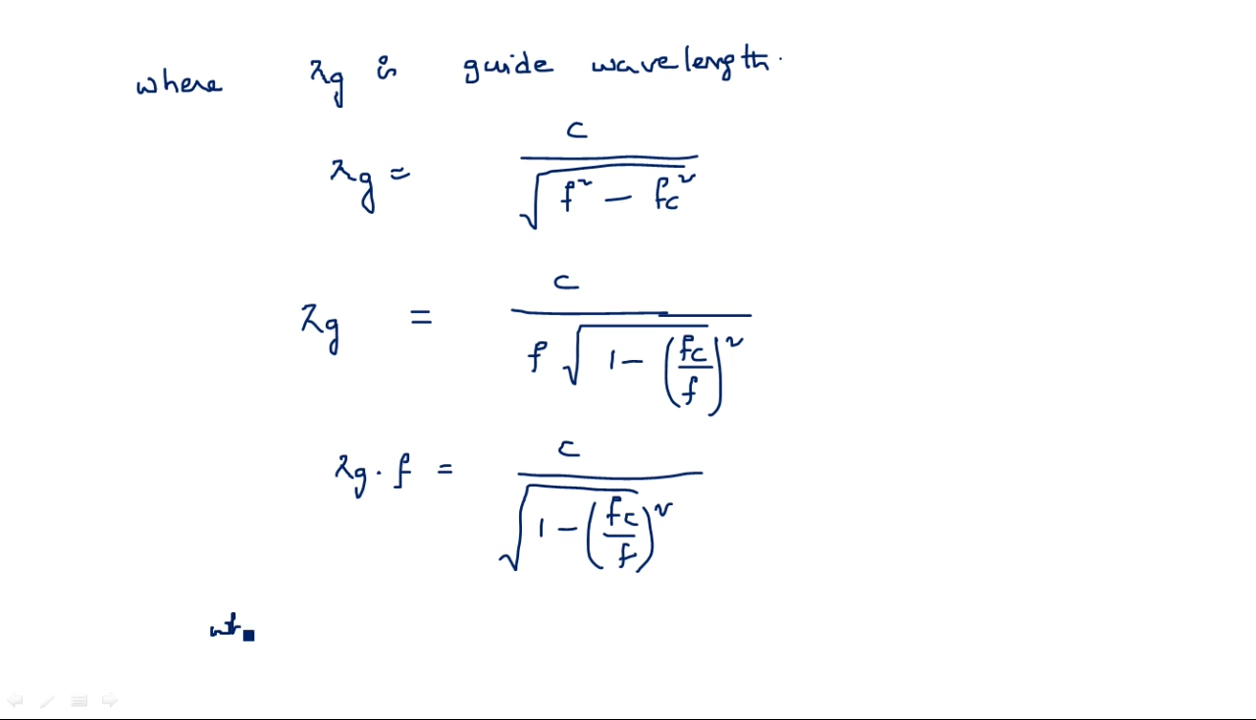 where λg is guide wavelength.
λg = c / √(f² − fc²)
λg = c / (f √(1 − (fc/f)²))
λg · f = c / √(1 − (fc/f)²)